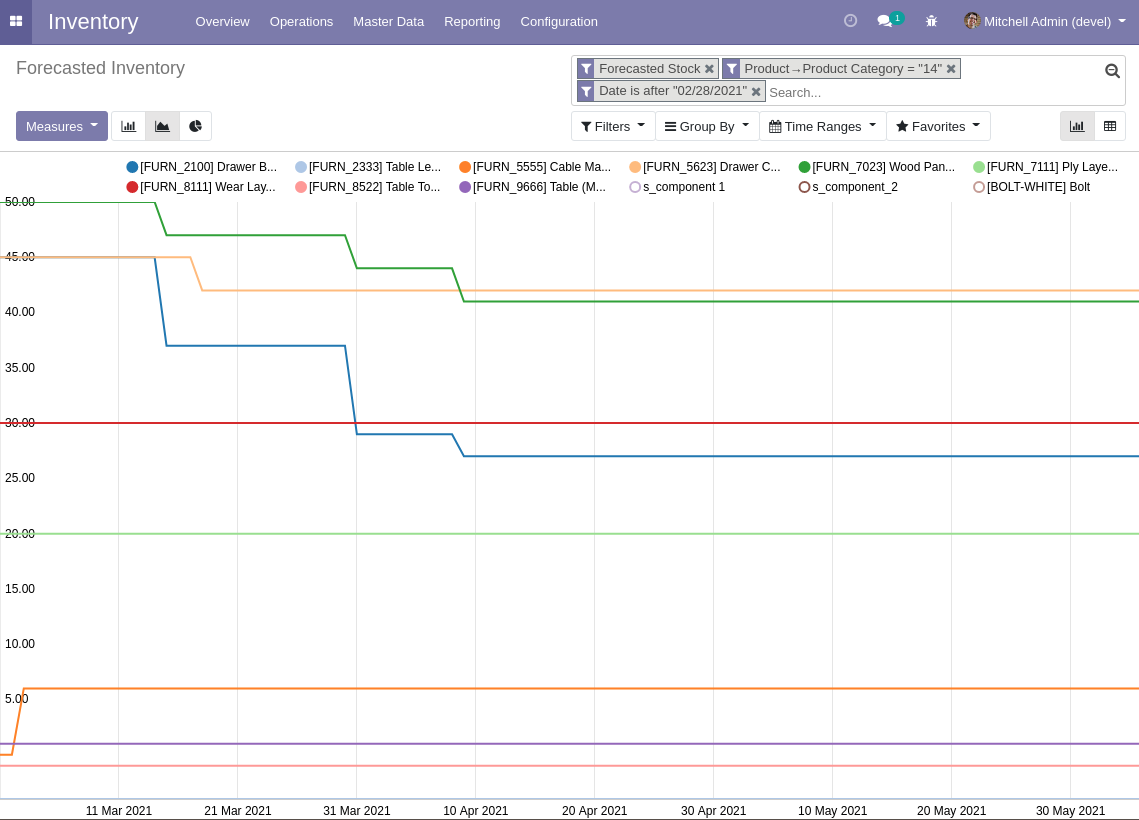 Inventory Overview Operations Master Data Reporting Configuration 1 Mitchell Admin (devel)
Forecasted Inventory
Forecasted Stock Product→Product Category = "14"
Date is after "02/28/2021" Search...
Measures Filters Group By Time Ranges Favorites
[FURN_2100] Drawer B... [FURN_2333] Table Le... [FURN_5555] Cable Ma... [FURN_5623] Drawer C... [FURN_7023] Wood Pan... [FURN_7111] Ply Laye...
[FURN_8111] Wear Lay... [FURN_8522] Table To... [FURN_9666] Table (M... s_component 1 s_component_2 [BOLT-WHITE] Bolt
50.00
45.00
40.00
35.00
30.00
25.00
20.00
15.00
10.00
5.00
11 Mar 2021 21 Mar 2021 31 Mar 2021 10 Apr 2021 20 Apr 2021 30 Apr 2021 10 May 2021 20 May 2021 30 May 2021